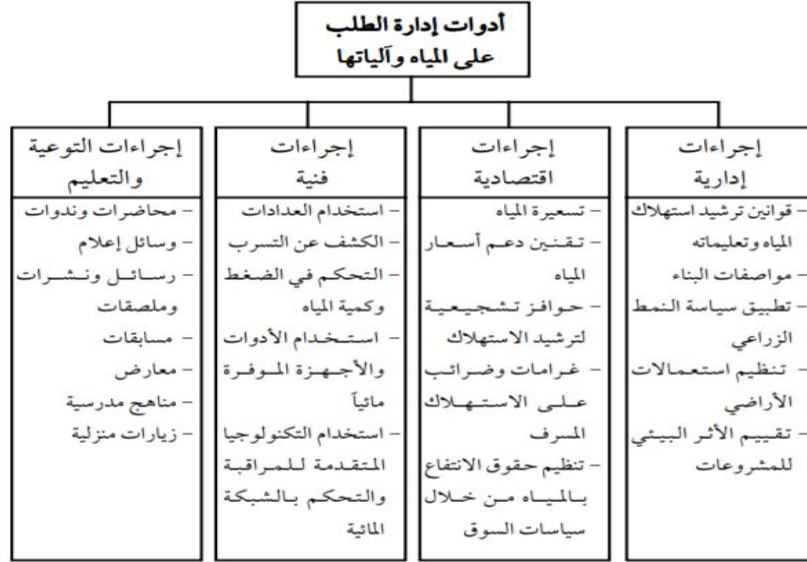 أدوات إدارة الطلب
على المياه وآلياتها
إجراءات
إدارية
– قوانين ترشيد استهلاك
المياه وتعليماته
– مواصفات البناء
– تطبيق سياسة النمط
الزراعي
– تنظيم استعمالات
الأراضي
– تقييم الأثر البيئي
للمشروعات
إجراءات
اقتصادية
– تسعيرة المياه
– تقنين دعم أسعار
المياه
– حوافز تشجيعية
لترشيد الاستهلاك
– غرامات وضرائب
على الاستهلاك
المسرف
– تنظيم حقوق الانتفاع
بالمياه من خلال
سياسات السوق
إجراءات
فنية
– استخدام العدادات
– الكشف عن التسرب
– التحكم في الضغط
وكمية المياه
– استخدام الأدوات
والأجهزة الموفرة
مائياً
– استخدام التكنولوجيا
المتقدمة للمراقبة
والتحكم بالشبكة
المائية
إجراءات التوعية
والتعليم
– محاضرات وندوات
– وسائل إعلام
– رسائل ونشرات
وملصقات
– مسابقات
– معارض
– مناهج مدرسية
– زيارات منزلية